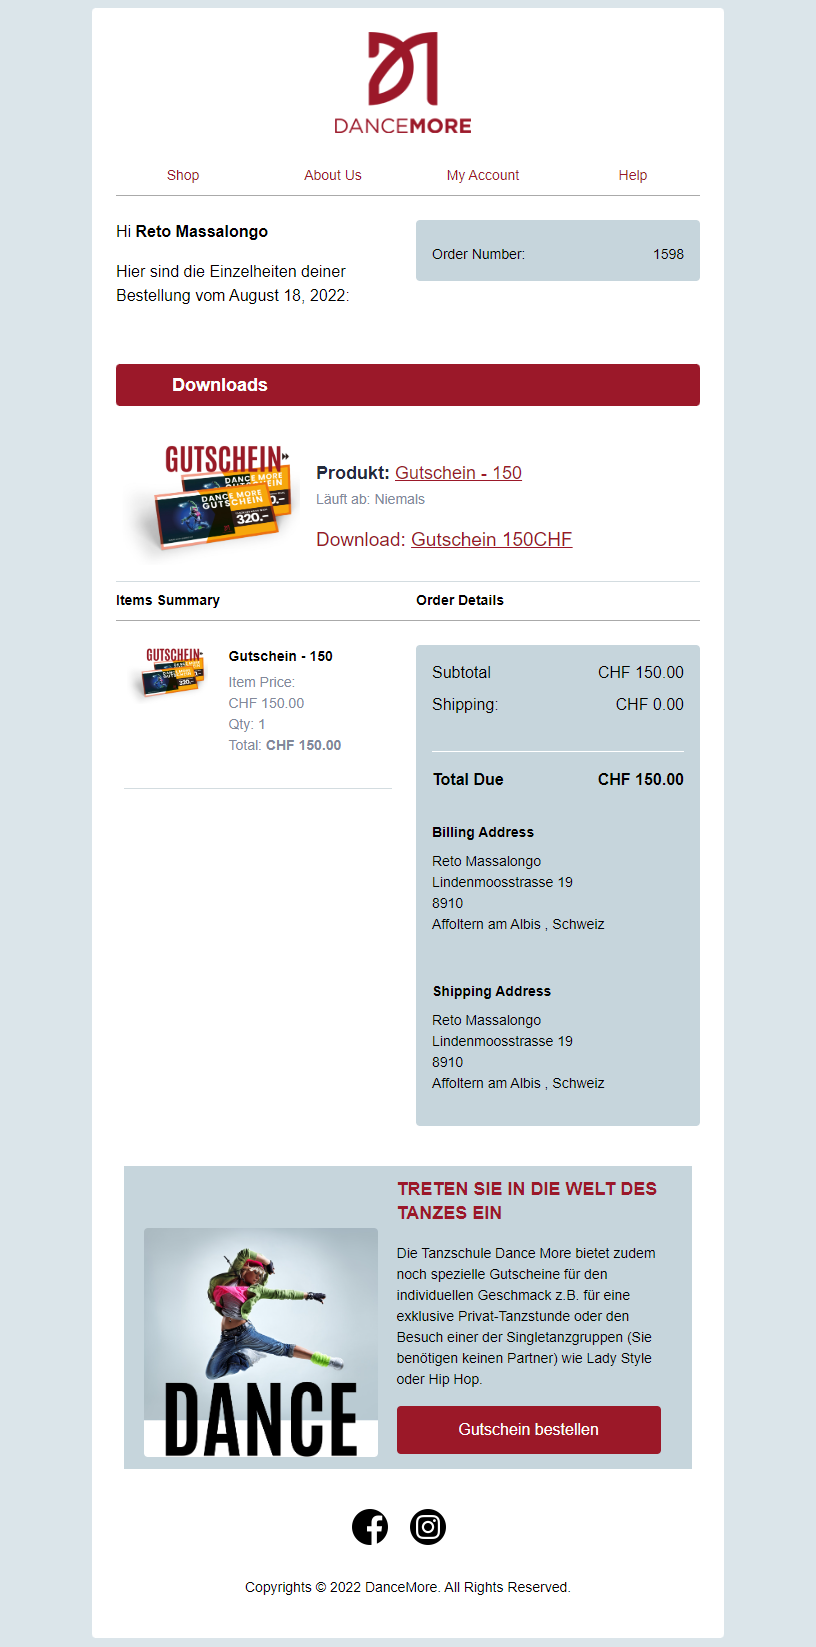 DANCEMORE
Shop About Us My Account Help
Hi Reto Massalongo
Hier sind die Einzelheiten deiner
Bestellung vom August 18, 2022:
Order Number: 1598
Downloads
GUTSCHEIN
DANCE MORE
GUTSCHEIN
320.–
Produkt: Gutschein - 150
Läuft ab: Niemals
Download: Gutschein 150CHF
Items Summary
GUTSCHEIN
320.–
Gutschein - 150
Item Price:
CHF 150.00
Qty: 1
Total: CHF 150.00
Order Details
Subtotal CHF 150.00
Shipping: CHF 0.00
Total Due CHF 150.00
Billing Address
Reto Massalongo
Lindenmoosstrasse 19
8910
Affoltern am Albis , Schweiz
Shipping Address
Reto Massalongo
Lindenmoosstrasse 19
8910
Affoltern am Albis , Schweiz
DANCE
TRETEN SIE IN DIE WELT DES
TANZES EIN
Die Tanzschule Dance More bietet zudem
noch spezielle Gutscheine für den
individuellen Geschmack z.B. für eine
exklusive Privat-Tanzstunde oder den
Besuch einer der Singletanzgruppen (Sie
benötigen keinen Partner) wie Lady Style
oder Hip Hop.
Gutschein bestellen
Copyrights © 2022 DanceMore. All Rights Reserved.